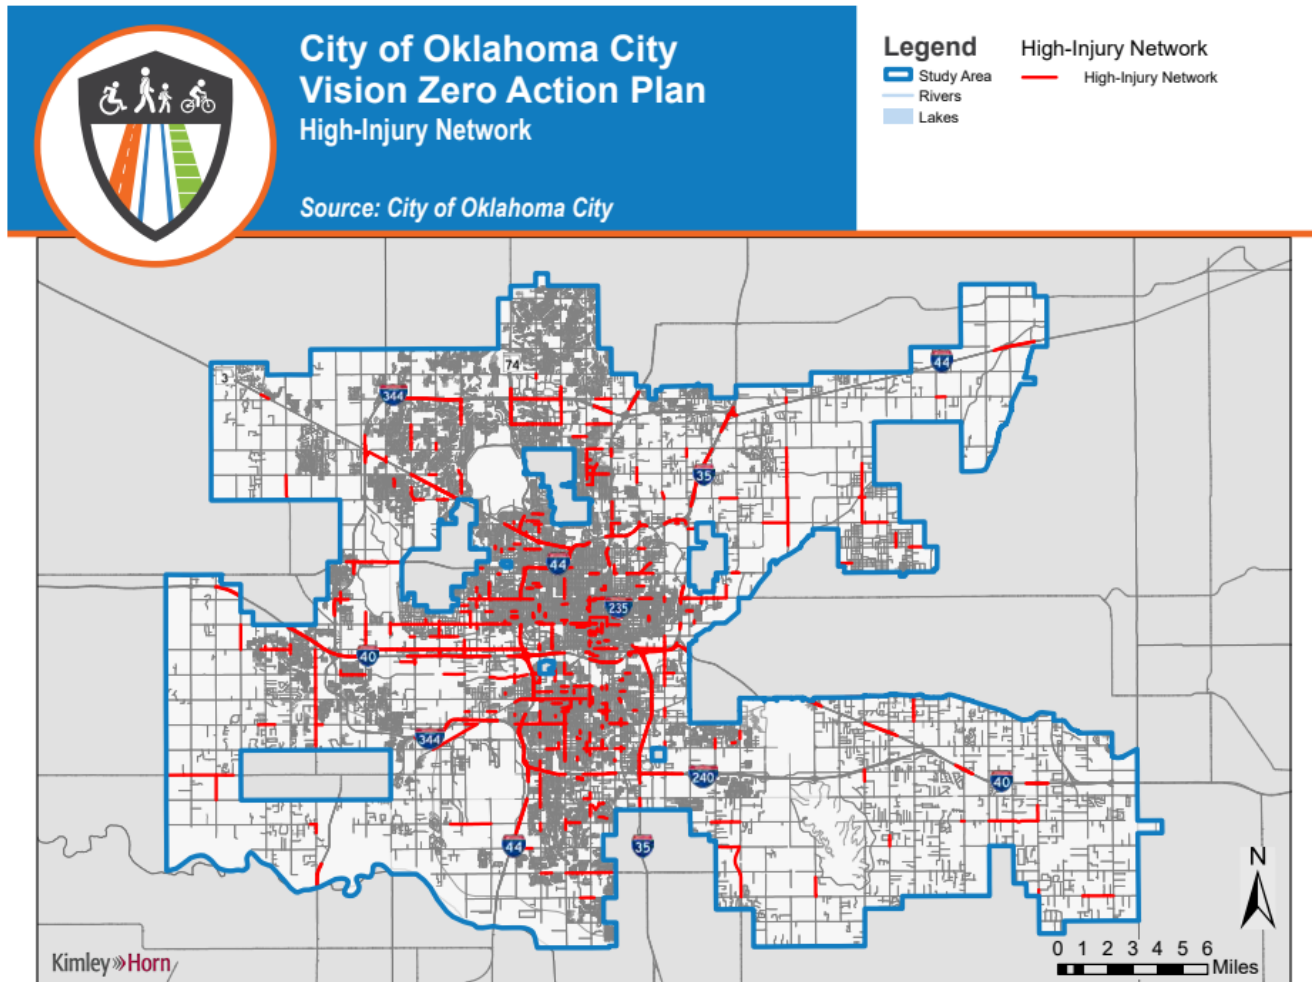 City of Oklahoma City
Vision Zero Action Plan
High-Injury Network
Source: City of Oklahoma City
Legend
Study Area
Rivers
Lakes
High-Injury Network
High-Injury Network
74
3
344
44
35
44
235
40
344
240
40
44
35
N
0 1 2 3 4 5 6
Miles
Kimley»Horn